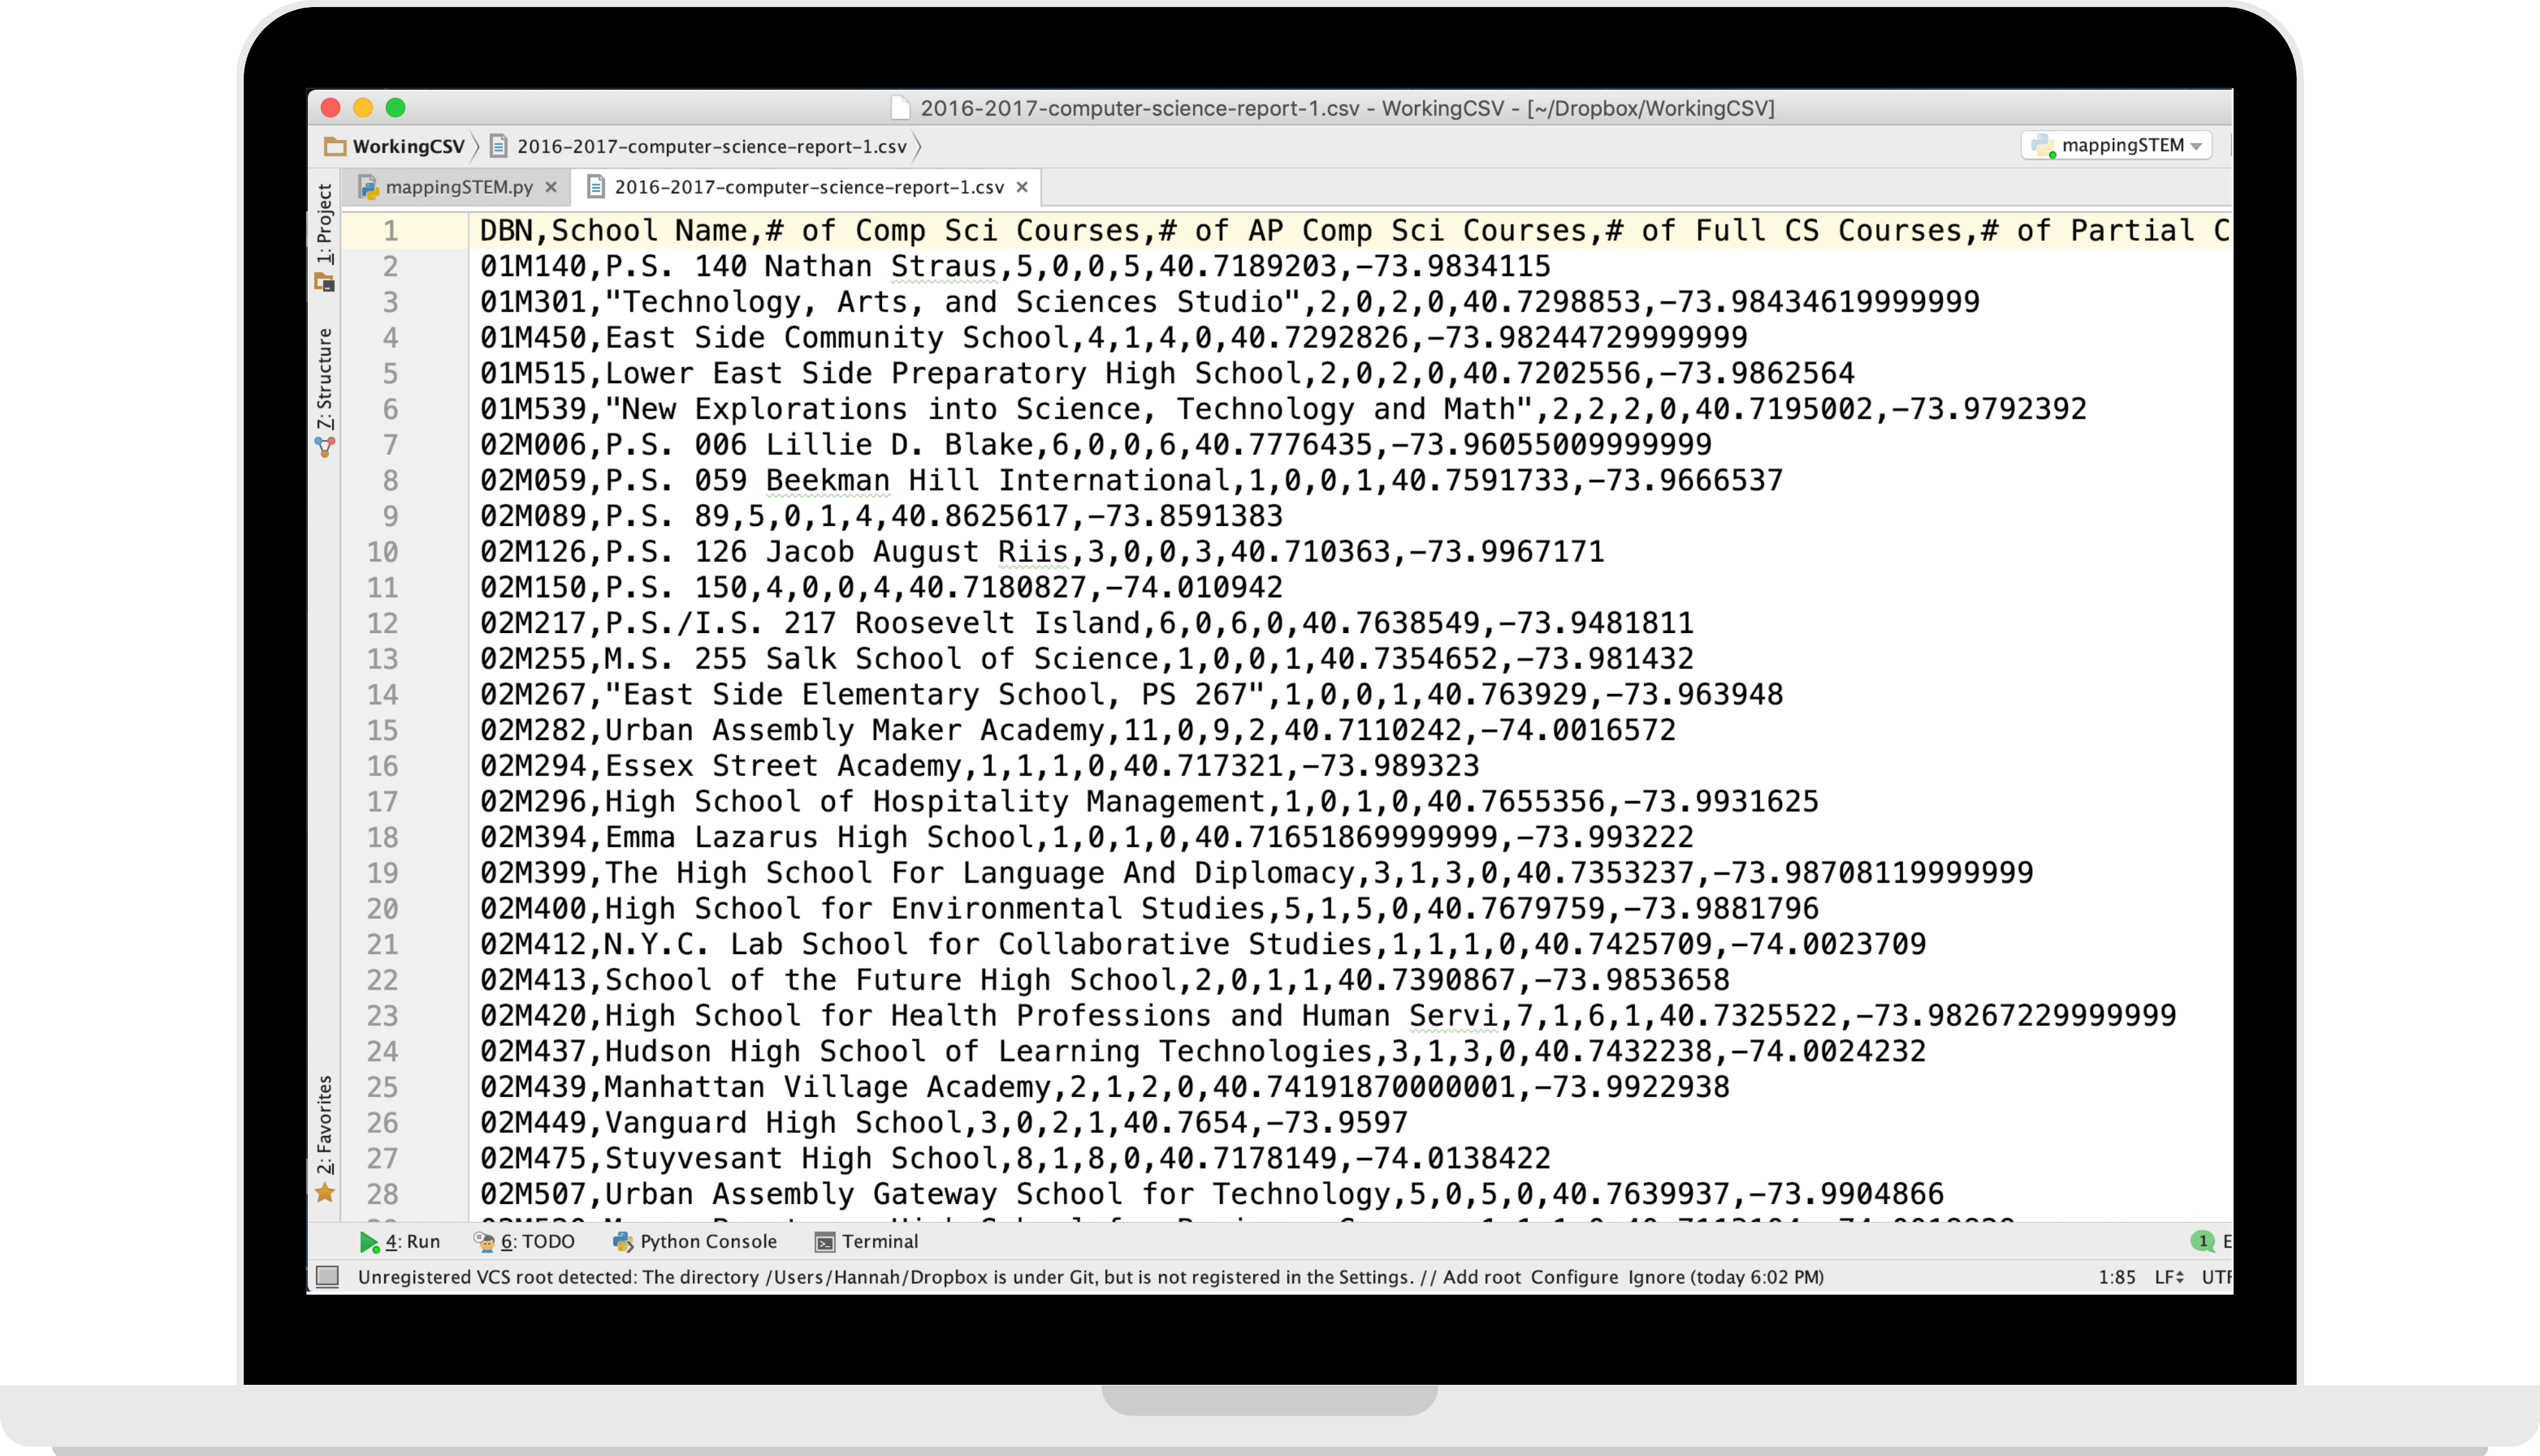 2016-2017-computer-science-report-1.csv - WorkingCSV - [~/Dropbox/WorkingCSV]
WorkingCSV 2016-2017-computer-science-report-1.csv mappingSTEM
mappingSTEM.py 2016-2017-computer-science-report-1.csv
1: Project
7: Structure
2: Favorites
1 DBN,School Name,# of Comp Sci Courses,# of AP Comp Sci Courses,# of Full CS Courses,# of Partial C
2 01M140,P.S. 140 Nathan Straus,5,0,0,5,40.7189203,-73.9834115
3 01M301,"Technology, Arts, and Sciences Studio",2,0,2,0,40.7298853,-73.98434619999999
4 01M450,East Side Community School,4,1,4,0,40.7292826,-73.98244729999999
5 01M515,Lower East Side Preparatory High School,2,0,2,0,40.7202556,-73.9862564
6 01M539,"New Explorations into Science, Technology and Math",2,2,2,0,40.7195002,-73.9792392
7 02M006,P.S. 006 Lillie D. Blake,6,0,0,6,40.7776435,-73.96055009999999
8 02M059,P.S. 059 Beekman Hill International,1,0,0,1,40.7591733,-73.9666537
9 02M089,P.S. 89,5,0,1,4,40.8625617,-73.8591383
10 02M126,P.S. 126 Jacob August Riis,3,0,0,3,40.710363,-73.9967171
11 02M150,P.S. 150,4,0,0,4,40.7180827,-74.010942
12 02M217,P.S./I.S. 217 Roosevelt Island,6,0,6,0,40.7638549,-73.9481811
13 02M255,M.S. 255 Salk School of Science,1,0,0,1,40.7354652,-73.981432
14 02M267,"East Side Elementary School, PS 267",1,0,0,1,40.763929,-73.963948
15 02M282,Urban Assembly Maker Academy,11,0,9,2,40.7110242,-74.0016572
16 02M294,Essex Street Academy,1,1,1,0,40.717321,-73.989323
17 02M296,High School of Hospitality Management,1,0,1,0,40.7655356,-73.9931625
18 02M394,Emma Lazarus High School,1,0,1,0,40.71651869999999,-73.993222
19 02M399,The High School For Language And Diplomacy,3,1,3,0,40.7353237,-73.98708119999999
20 02M400,High School for Environmental Studies,5,1,5,0,40.7679759,-73.9881796
21 02M412,N.Y.C. Lab School for Collaborative Studies,1,1,1,0,40.7425709,-74.0023709
22 02M413,School of the Future High School,2,0,1,1,40.7390867,-73.9853658
23 02M420,High School for Health Professions and Human Servi,7,1,6,1,40.7325522,-73.98267229999999
24 02M437,Hudson High School of Learning Technologies,3,1,3,0,40.7432238,-74.0024232
25 02M439,Manhattan Village Academy,2,1,2,0,40.74191870000001,-73.9922938
26 02M449,Vanguard High School,3,0,2,1,40.7654,-73.9597
27 02M475,Stuyvesant High School,8,1,8,0,40.7178149,-74.0138422
28 02M507,Urban Assembly Gateway School for Technology,5,0,5,0,40.7639937,-73.9904866
4: Run 6: TODO Python Console Terminal 1 E
Unregistered VCS root detected: The directory /Users/Hannah/Dropbox is under Git, but is not registered in the Settings. // Add root Configure Ignore (today 6:02 PM) 1:85 LF UTF